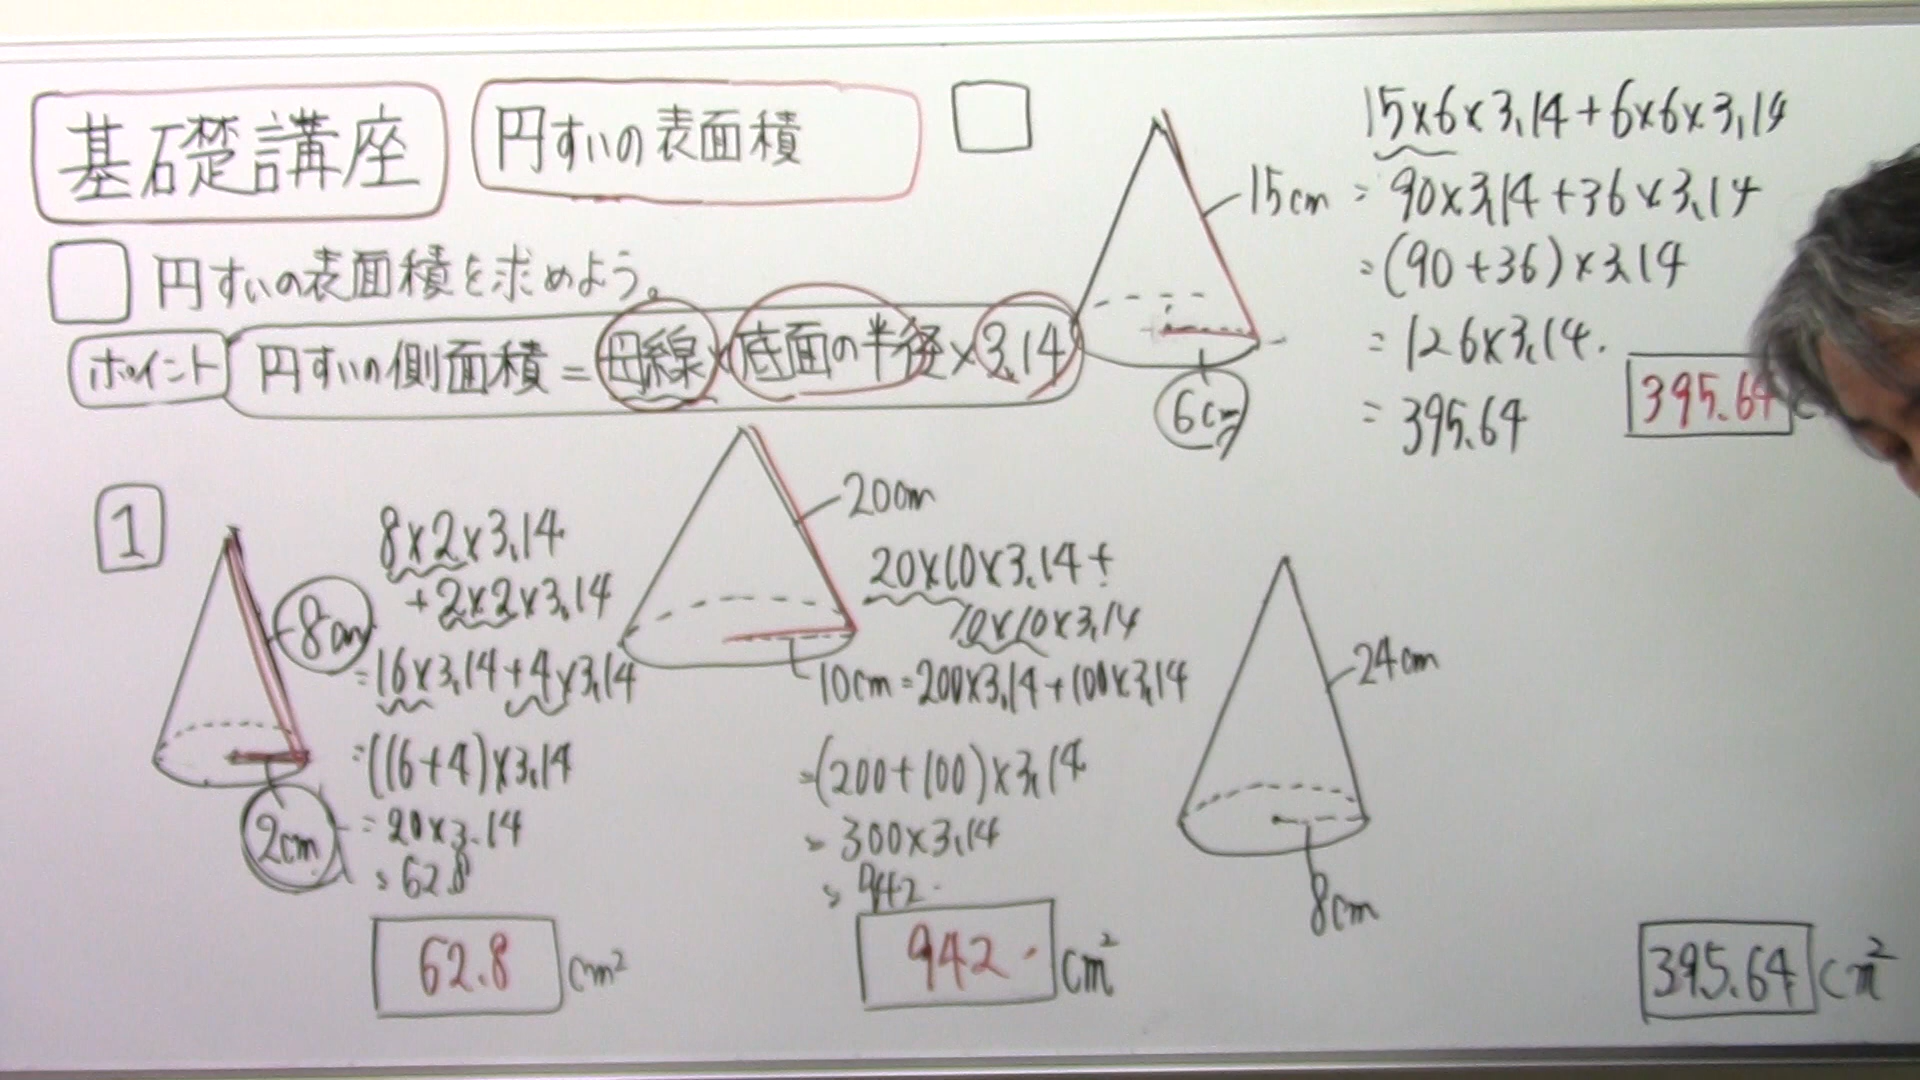 基礎講座
円すいの表面積
円すいの表面積を求めよう。
ポイント
円すいの側面積=母線×底面の半径×3.14
15cm
6cm
15×6×3.14+6×6×3.14
=90×3.14+36×3.14
=(90+36)×3.14
=126×3.14.
=395.64
395.64
1
8cm
2cm
8×2×3.14
+2×2×3.14
=16×3.14+4×3.14
=(16+4)×3.14
=20×3.14
=62.8
62.8 cm²
20cm
10cm
20×10×3.14+
10×10×3.14
=200×3.14+100×3.14
=(200+100)×3.14
=300×3.14
=942.
942. cm²
24cm
8cm
395.64 cm²